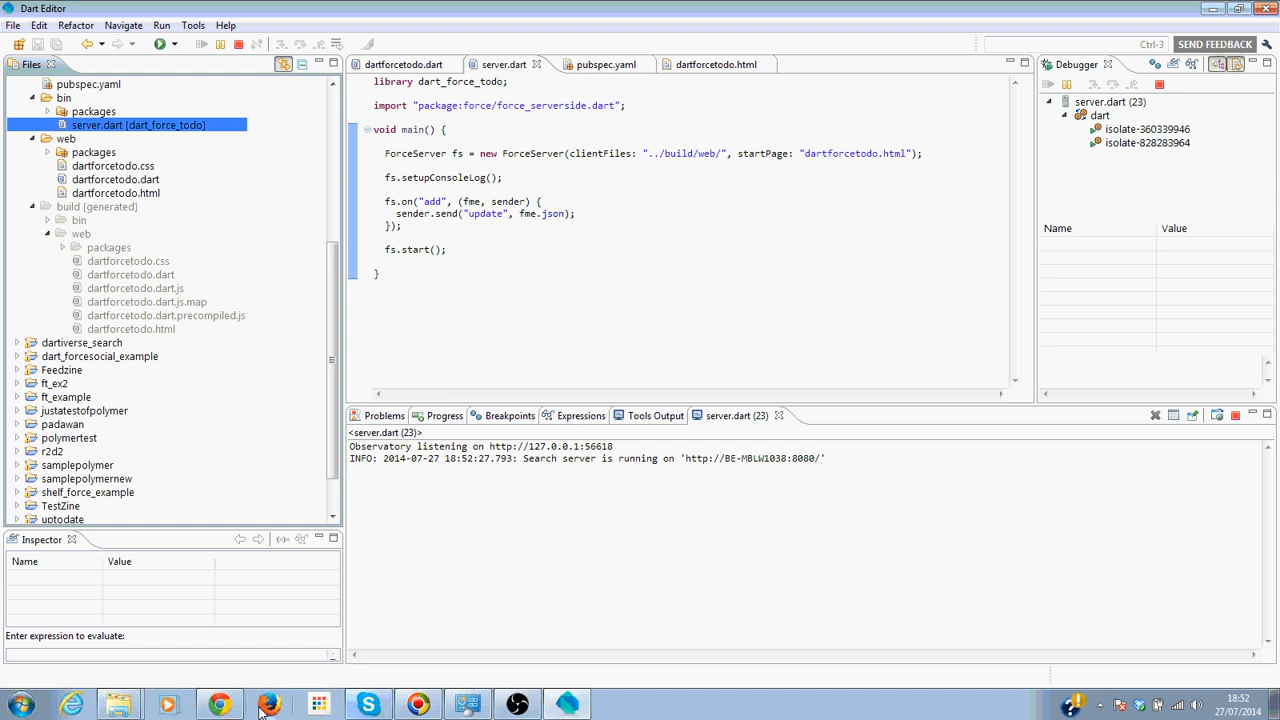 Dart Editor
File Edit Refactor Navigate Run Tools Help
Ctrl-3 SEND FEEDBACK
Files
pubspec.yaml
bin
packages
server.dart [dart_force_todo]
web
packages
dartforcetodo.css
dartforcetodo.dart
dartforcetodo.html
build [generated]
bin
web
packages
dartforcetodo.css
dartforcetodo.dart
dartforcetodo.dart.js
dartforcetodo.dart.js.map
dartforcetodo.dart.precompiled.js
dartforcetodo.html
dartiverse_search
dart_forcesocial_example
Feedzine
ft_ex2
ft_example
justatestofpolymer
padawan
polymertest
r2d2
samplepolymer
samplepolymernew
shelf_force_example
TestZine
uptodate
Inspector
Name Value
Enter expression to evaluate:
dartforcetodo.dart server.dart pubspec.yaml dartforcetodo.html
library dart_force_todo;
import "package:force/force_serverside.dart";
void main() {
ForceServer fs = new ForceServer(clientFiles: "../build/web/", startPage: "dartforcetodo.html");
fs.setupConsoleLog();
fs.on("add", (fme, sender) {
sender.send("update", fme.json);
});
fs.start();
}
Debugger
server.dart (23)
dart
isolate-360339946
isolate-828283964
Name Value
Problems Progress Breakpoints Expressions Tools Output server.dart (23)
<server.dart (23)>
Observatory listening on http://127.0.0.1:56618
INFO: 2014-07-27 18:52:27.793: Search server is running on 'http://BE-MBLW1038:8080/'
18:52
27/07/2014